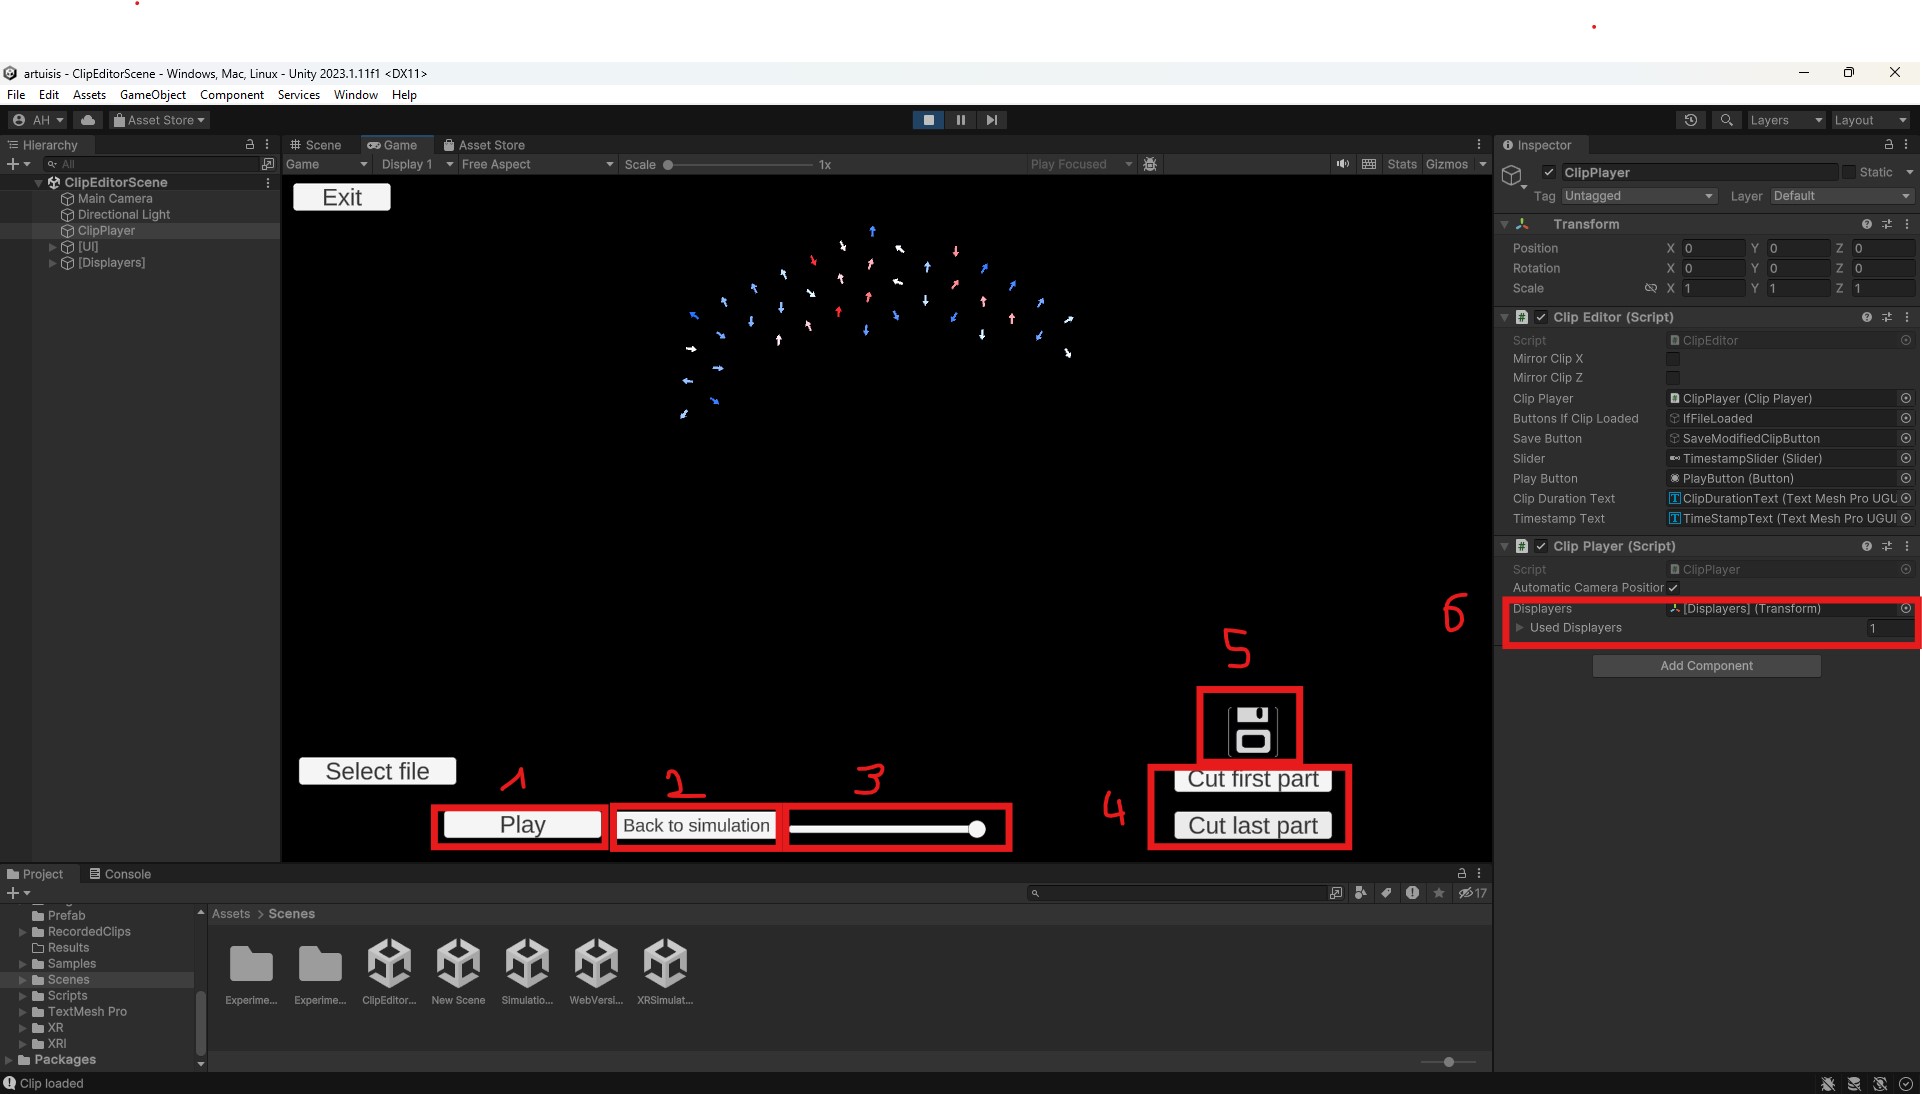 artuisis - ClipEditorScene - Windows, Mac, Linux - Unity 2023.1.11f1 <DX11>
File Edit Assets GameObject Component Services Window Help
AH Asset Store Layers Layout
Hierarchy
All
ClipEditorScene
Main Camera
Directional Light
ClipPlayer
[UI]
[Displayers]
Scene Game Asset Store
Game Display 1 Free Aspect Scale 1x Play Focused Stats Gizmos
Exit
Select file
1
2
3
4
5
6
Play
Back to simulation
Cut first part
Cut last part
Inspector
ClipPlayer Static
Tag Untagged Layer Default
Transform
Position X 0 Y 0 Z 0
Rotation X 0 Y 0 Z 0
Scale X 1 Y 1 Z 1
Clip Editor (Script)
Script ClipEditor
Mirror Clip X
Mirror Clip Z
Clip Player ClipPlayer (Clip Player)
Buttons If Clip Loaded IfFileLoaded
Save Button SaveModifiedClipButton
Slider TimestampSlider (Slider)
Play Button PlayButton (Button)
Clip Duration Text ClipDurationText (Text Mesh Pro UGU
Timestamp Text TimeStampText (Text Mesh Pro UGUI
Clip Player (Script)
Script ClipPlayer
Automatic Camera Position
Displayers [Displayers] (Transform)
Used Displayers 1
Add Component
Project Console
17
Prefab
RecordedClips
Results
Samples
Scenes
Scripts
TextMesh Pro
XR
XRI
Packages
Assets > Scenes
Experime... Experime... ClipEditor... New Scene Simulatio... WebVersi... XRSimulat...
Clip loaded